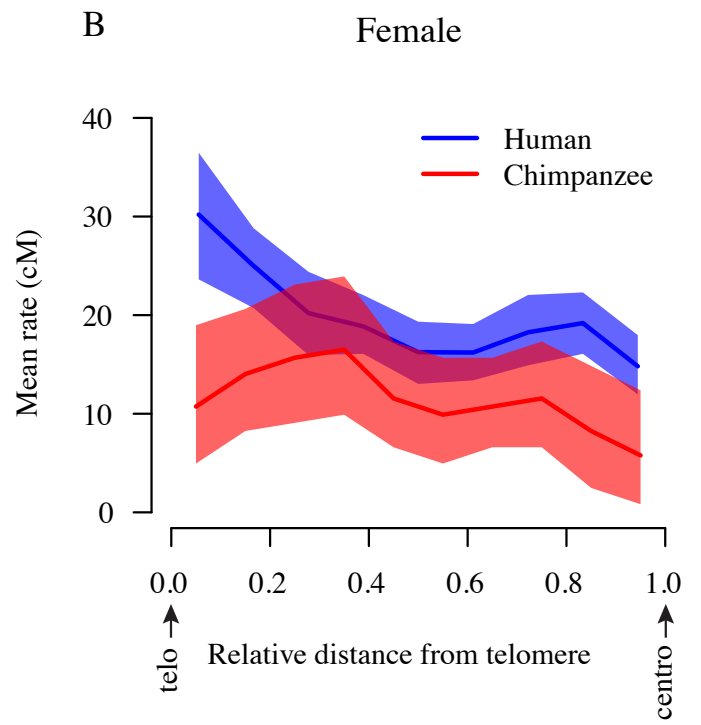 B
Female
40
30
20
10
0
Mean rate (cM)
Human
Chimpanzee
0.0 0.2 0.4 0.6 0.8 1.0
telo
Relative distance from telomere
centro